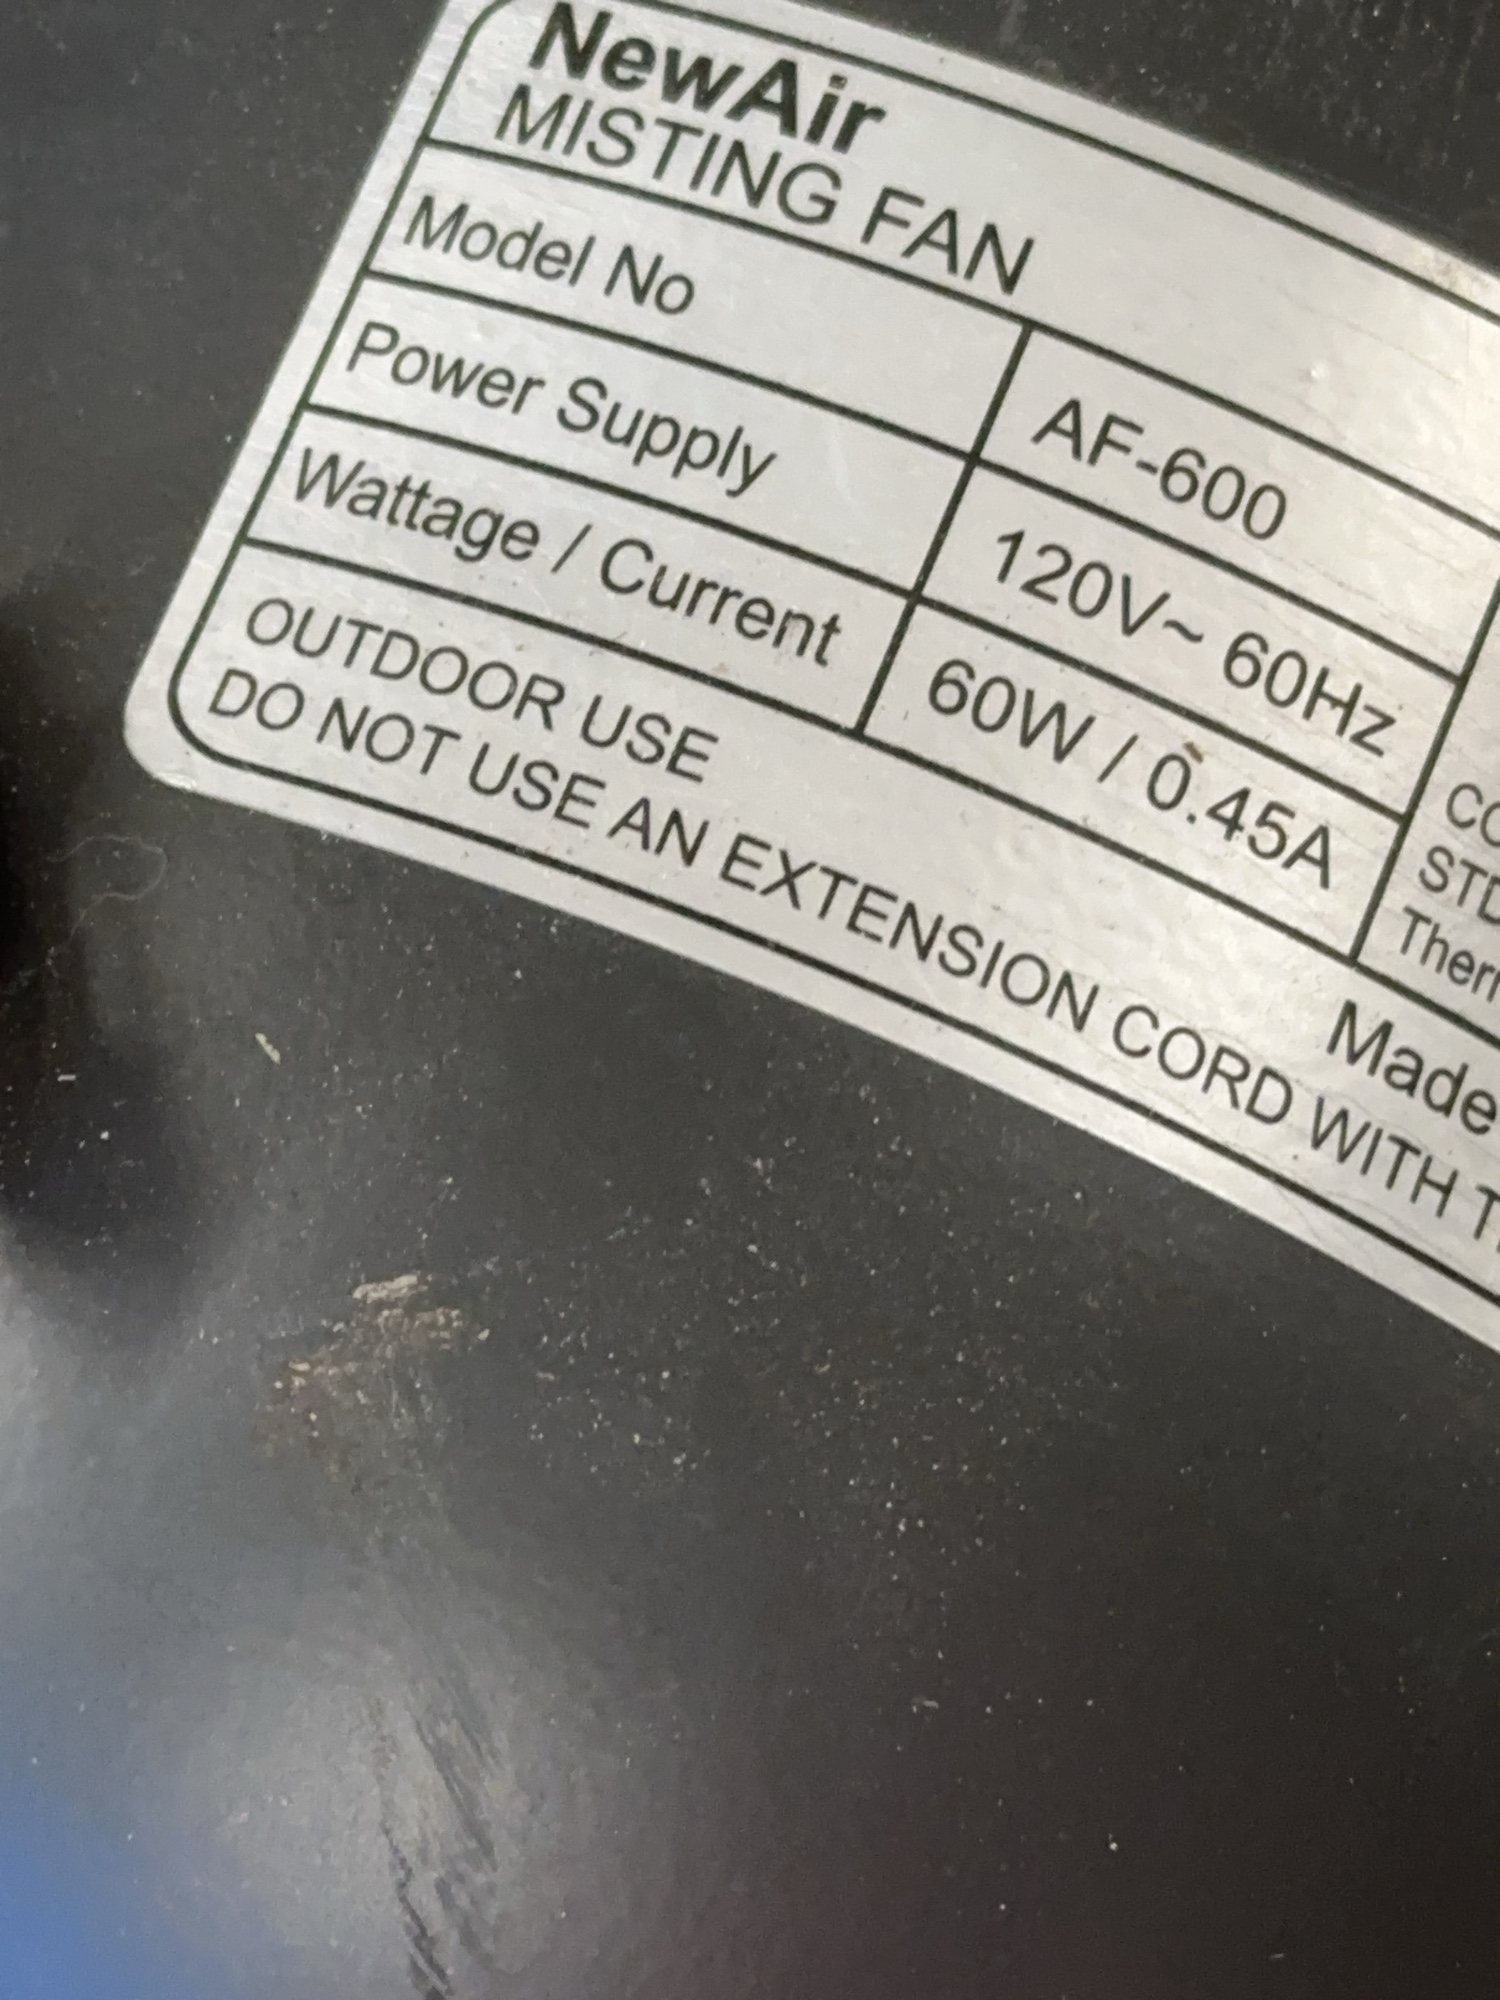 NewAir
MISTING FAN
Model No AF-600
Power Supply 120V~ 60Hz
Wattage / Current 60W / 0.45A
STD
Made
OUTDOOR USE
DO NOT USE AN EXTENSION CORD WITH